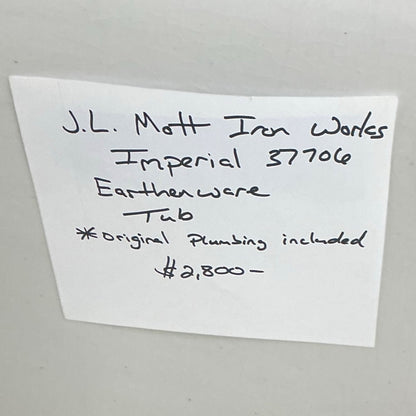 J.L. Mott Iron Works
Imperial 37706
Earthenware
Tub
*Original Plumbing included
$2,800-